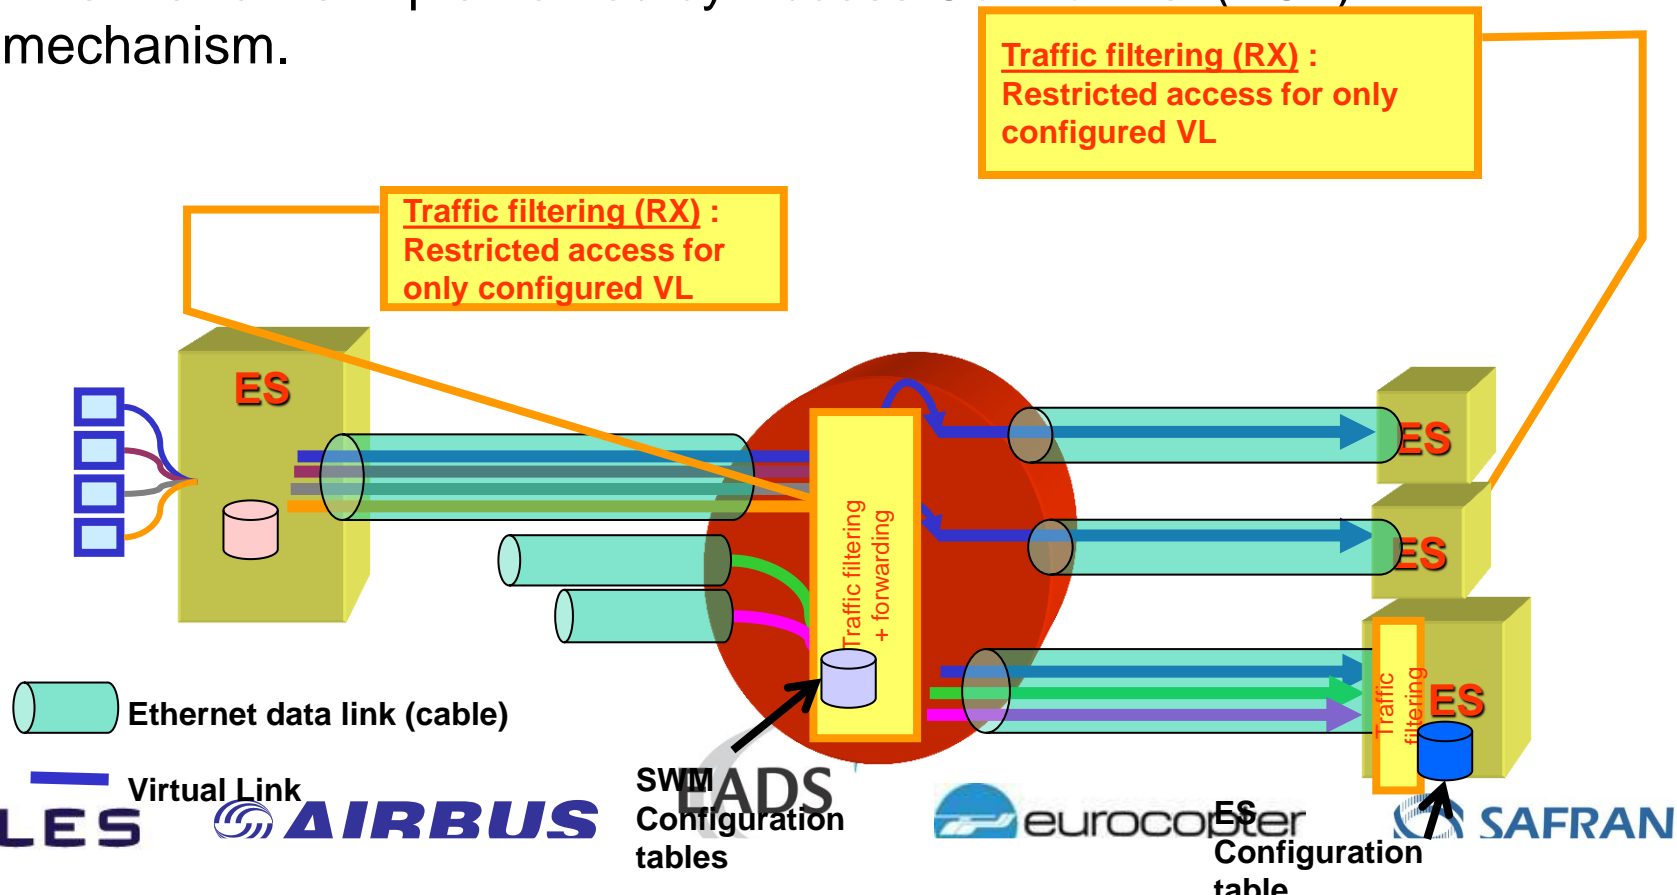 mechanism.
Traffic filtering (RX) :
Restricted access for only
configured VL
Traffic filtering (RX) :
Restricted access for
only configured VL
ES
ES
ES
ES
Traffic filtering
+ forwarding
Traffic
filtering
Ethernet data link (cable)
Virtual Link
SWM
Configuration
tables
ES
Configuration
table
LES
AIRBUS
EADS
eurocopter
SAFRAN